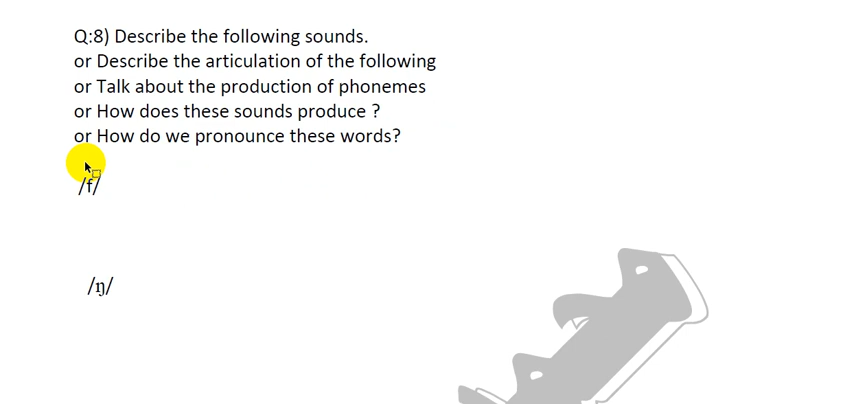 Q:8) Describe the following sounds.
or Describe the articulation of the following
or Talk about the production of phonemes
or How does these sounds produce ?
or How do we pronounce these words?
/f/
/ŋ/